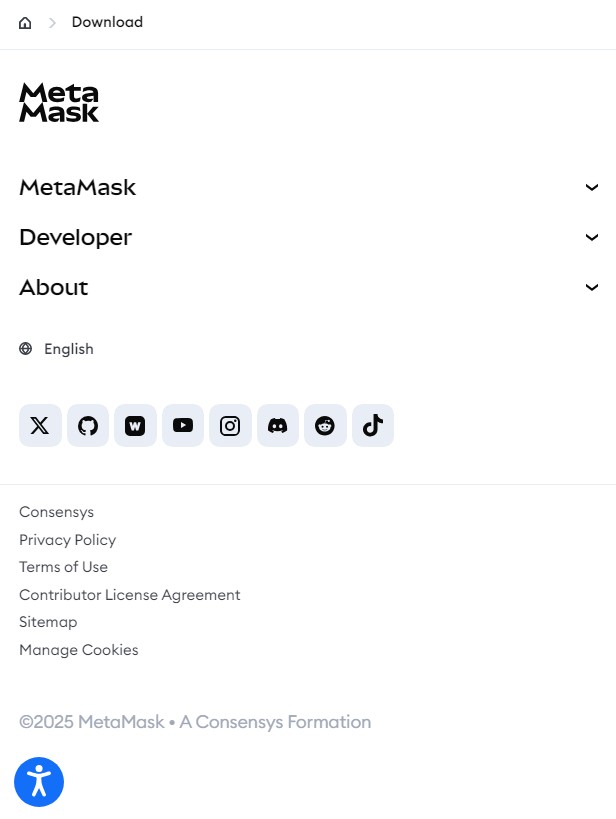 Download
Meta
Mask
MetaMask
Developer
About
English
W
Consensys
Privacy Policy
Terms of Use
Contributor License Agreement
Sitemap
Manage Cookies
©2025 MetaMask • A Consensys Formation